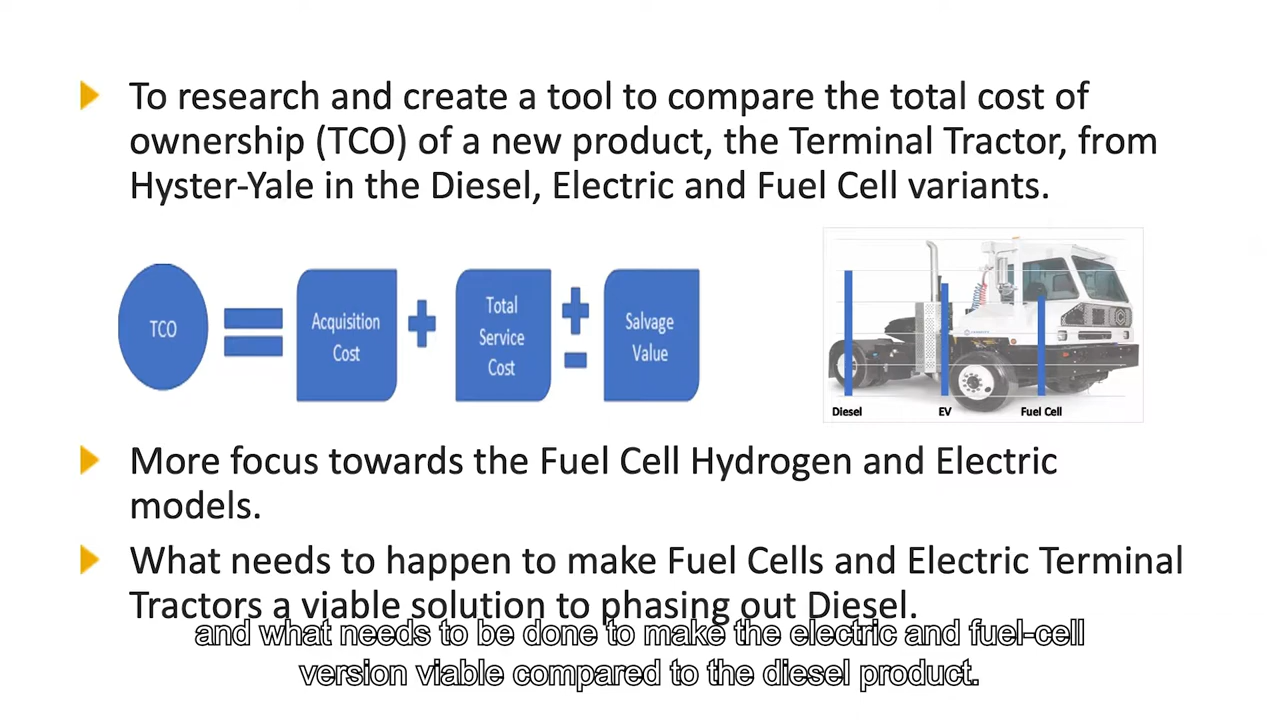 To research and create a tool to compare the total cost of
ownership (TCO) of a new product, the Terminal Tractor, from
Hyster-Yale in the Diesel, Electric and Fuel Cell variants.
TCO
=
Acquisition
Cost
+
Total
Service
Cost
±
Salvage
Value
Diesel
EV
Fuel Cell
More focus towards the Fuel Cell Hydrogen and Electric
models.
What needs to happen to make Fuel Cells and Electric Terminal
Tractors a viable solution to phasing out Diesel.
and what needs to be done to make the electric and fuel-cell
version viable compared to the diesel product.